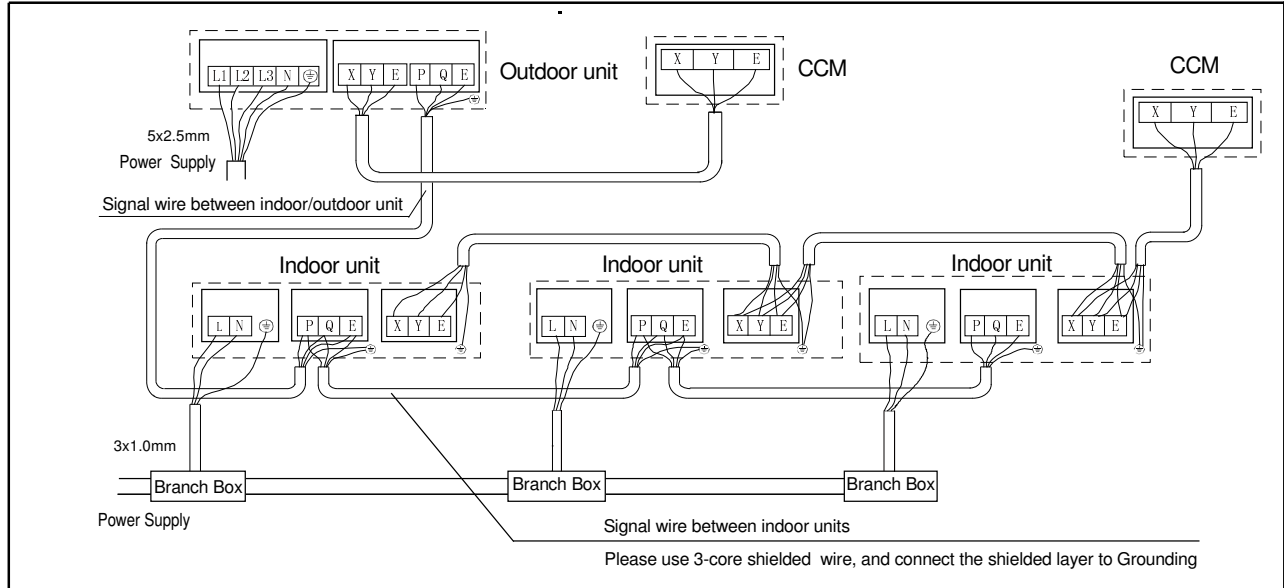 L1 L2 L3 N
X Y E
P Q E
Outdoor unit
X Y E
CCM
CCM
X Y E
5x2.5mm
Power Supply
Signal wire between indoor/outdoor unit
Indoor unit
Indoor unit
Indoor unit
L N
P Q E
X Y E
L N
P Q E
X Y E
L N
P Q E
X Y E
3x1.0mm
Branch Box
Branch Box
Branch Box
Power Supply
Signal wire between indoor units
Please use 3-core shielded wire, and connect the shielded layer to Grounding